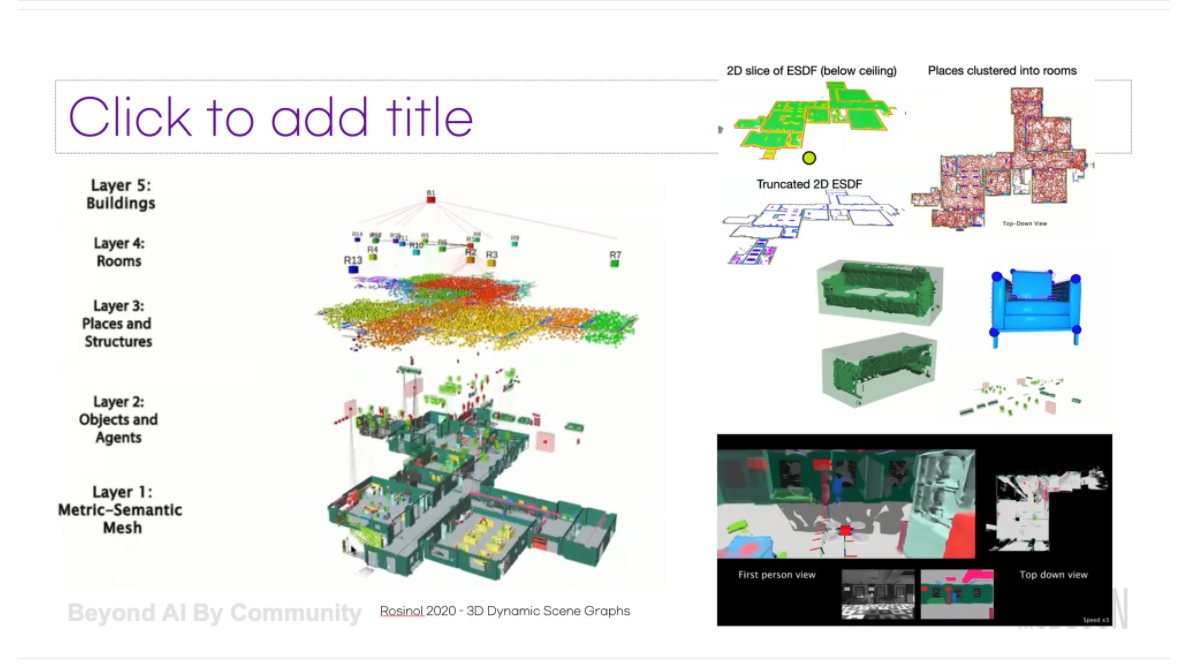 2D slice of ESDF (below ceiling)
Places clustered into rooms
Click to add title
Truncated 2D ESDF
Top-Down View
Layer 5:
Buildings
Layer 4:
Rooms
Layer 3:
Places and
Structures
Layer 2:
Objects and
Agents
Layer 1:
Metric-Semantic
Mesh
B1
R14
R5
R8
R9
R10
R6
R4
R2
R3
R7
R13
First person view
Top down view
Speed x3
Beyond AI By Community
Rosinol 2020 - 3D Dynamic Scene Graphs